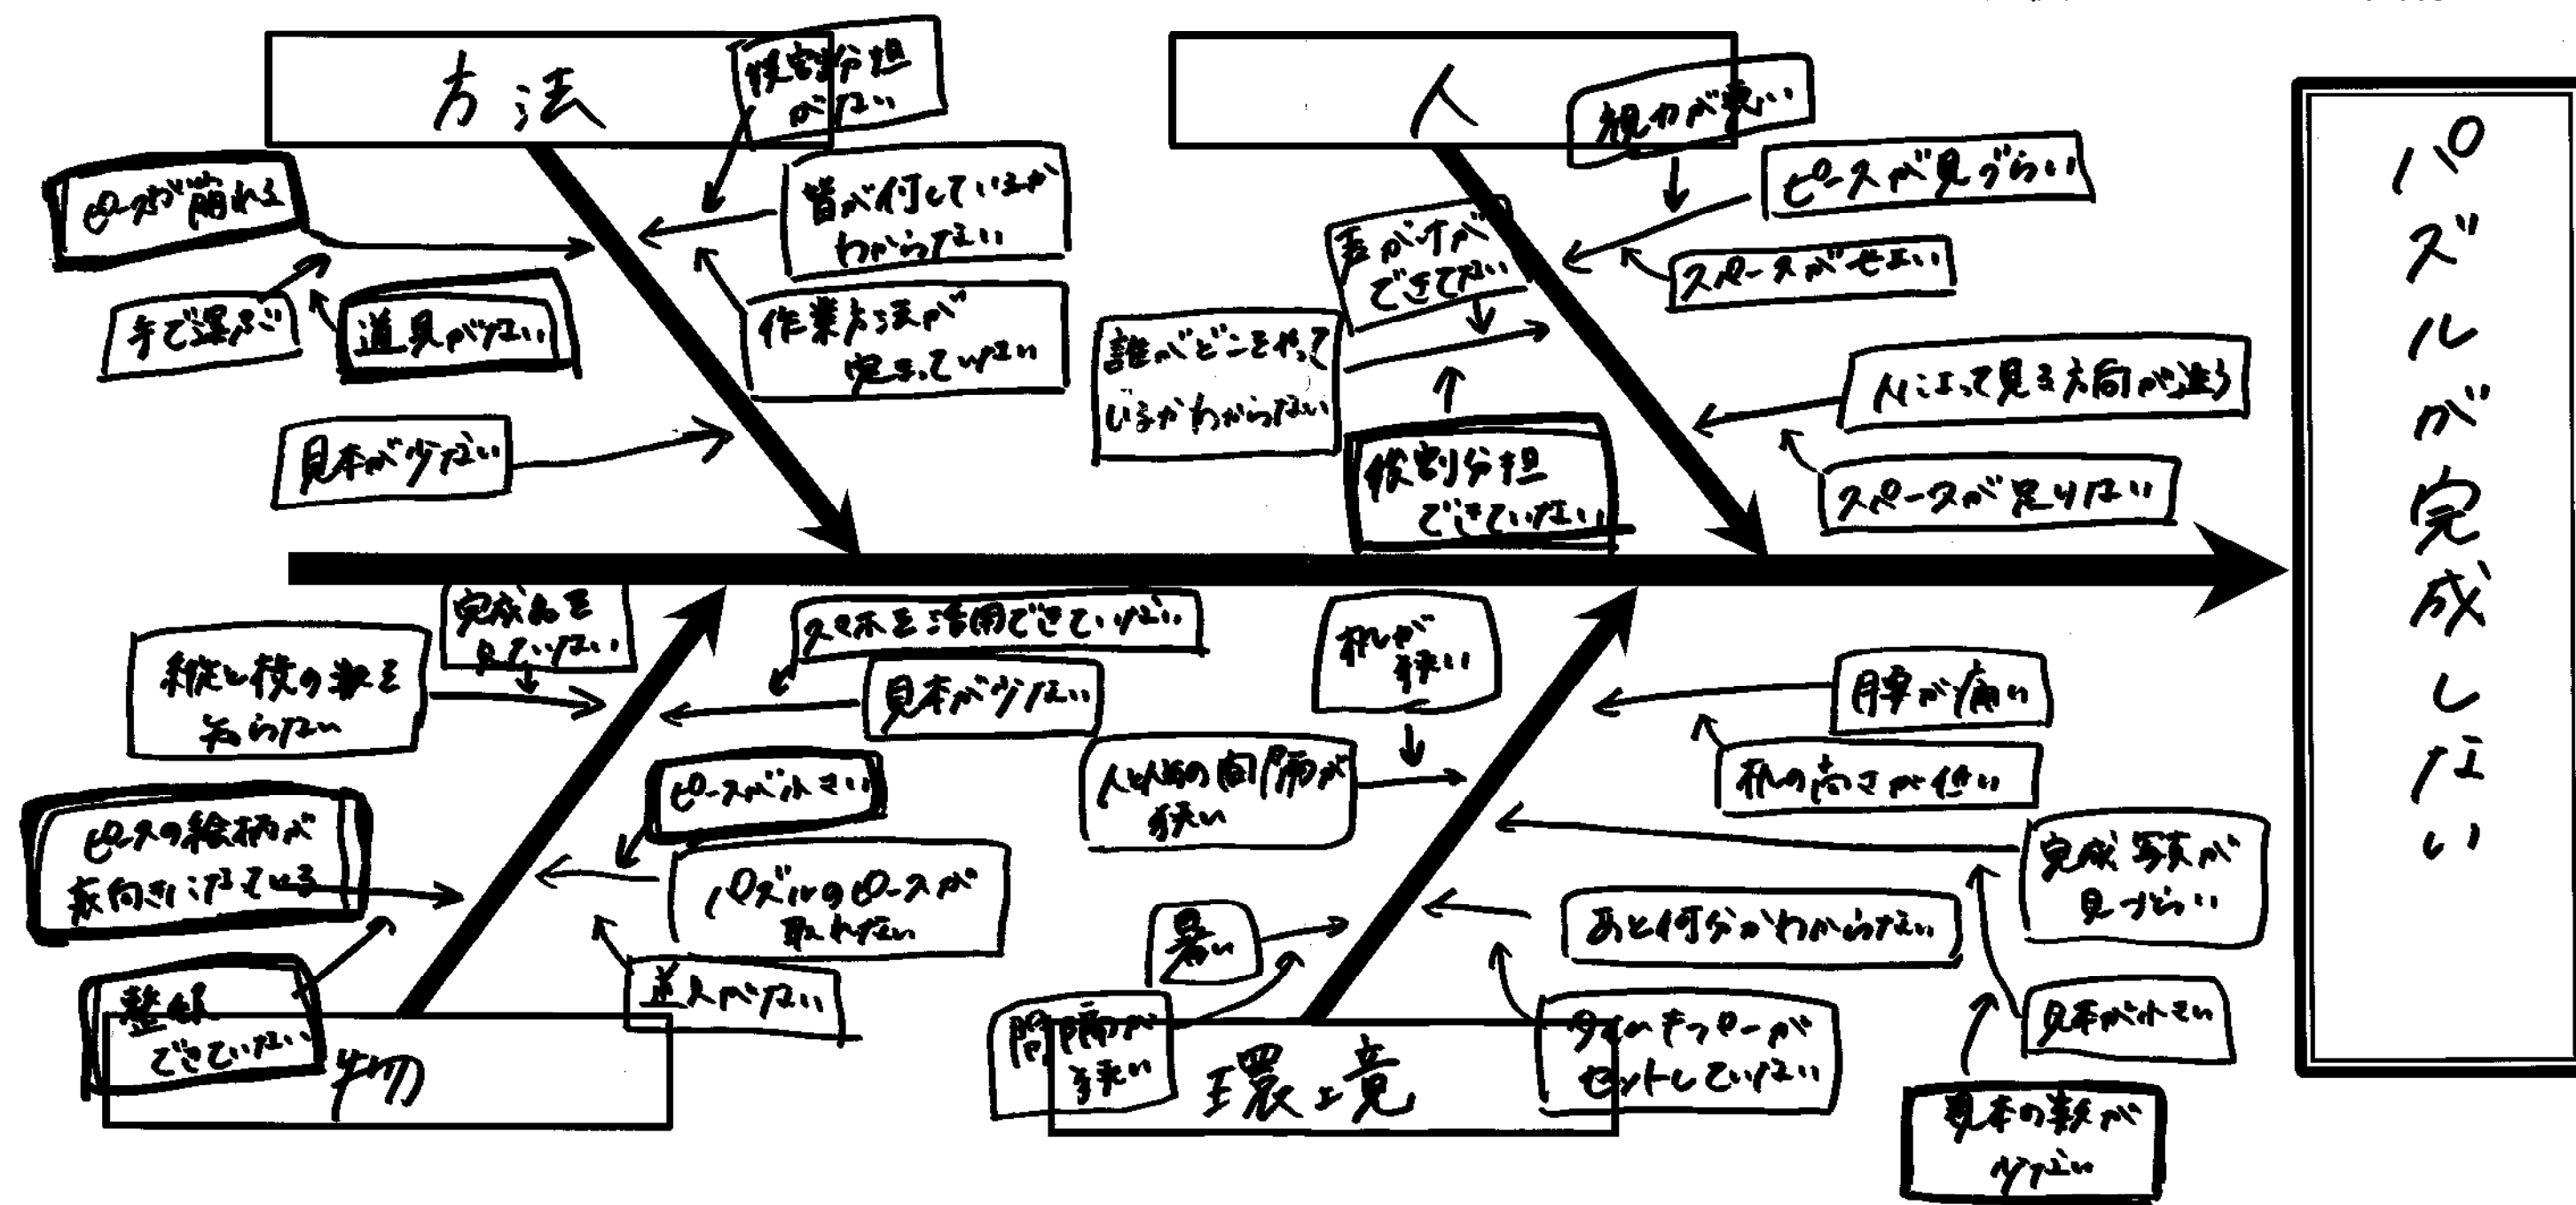 方法
役割分担
がない
ピースが崩れる
皆が何しているか
わからない
手で運ぶ
道具がない
作業方法が
定まっていない
見本が少ない
人
視力が悪い
ピースが見づらい
声がけが
できてない
スペースがせまい
誰がどこをやって
いるかわからない
人によって見る方向が違う
役割分担
できていない
スペースが足りない
パズルが完成しない
完成品を
見ていない
スマホを活用できていない
縦と枚の数を
知らない
見本が少ない
ピースが小さい
ピースの絵柄が
表向きになっている
パズルのピースが
取れない
整頓
できていない
道具がない
物
机が
狭い
腰が痛い
人と人の間隔が
狭い
机の高さが低い
完成写真が
見づらい
暑い
あと何分かわからない
間隔が
狭い
タイムキーパーが
セットしていない
見本が小さい
環境
見本の数が
少ない